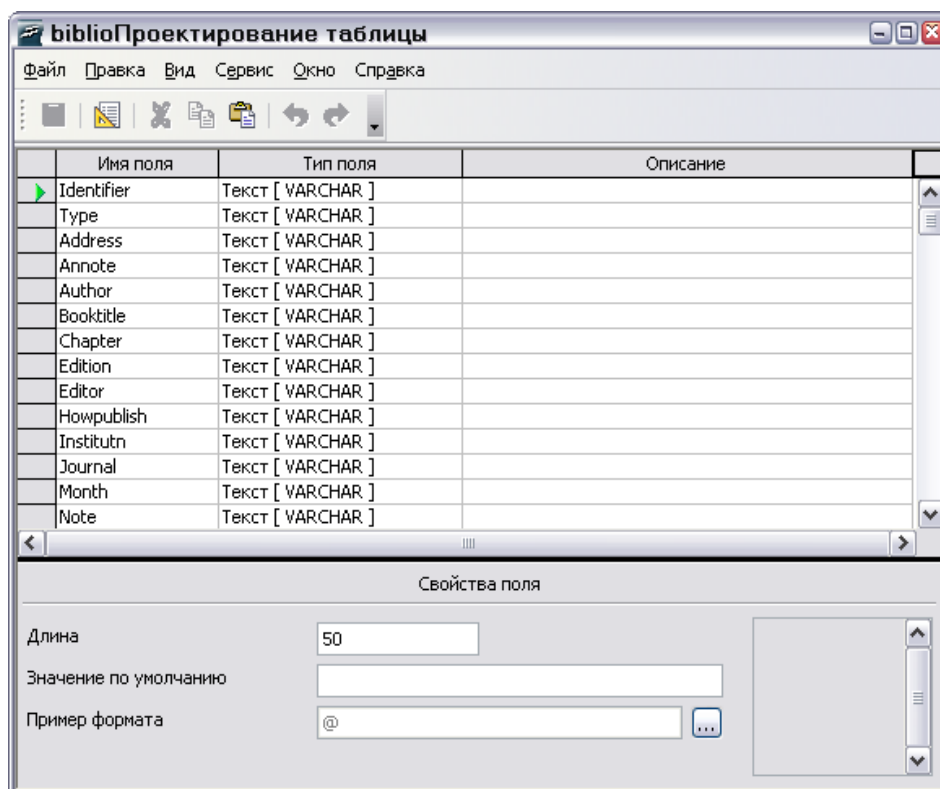 biblioПроектирование таблицы
Файл Правка Вид Сервис Окно Справка
Имя поля Тип поля Описание
Identifier Текст [ VARCHAR ]
Type Текст [ VARCHAR ]
Address Текст [ VARCHAR ]
Annote Текст [ VARCHAR ]
Author Текст [ VARCHAR ]
Booktitle Текст [ VARCHAR ]
Chapter Текст [ VARCHAR ]
Edition Текст [ VARCHAR ]
Editor Текст [ VARCHAR ]
Howpublish Текст [ VARCHAR ]
Institutn Текст [ VARCHAR ]
Journal Текст [ VARCHAR ]
Month Текст [ VARCHAR ]
Note Текст [ VARCHAR ]
Свойства поля
Длина 50
Значение по умолчанию
Пример формата @ ...